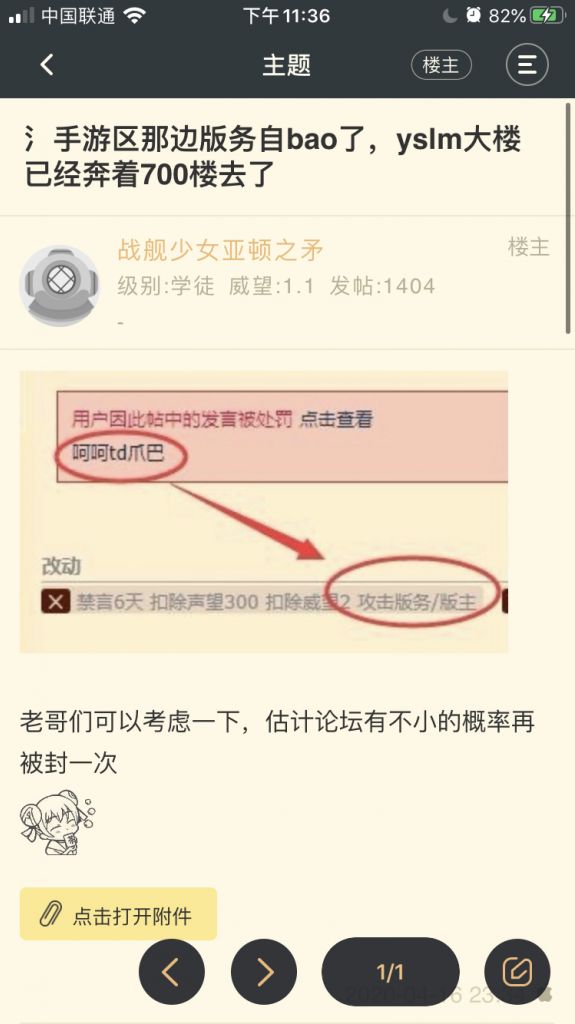 中国联通
下午11:36
82%
主题
楼主
氵手游区那边版务自bao了，yslm大楼
已经奔着700楼去了
战舰少女亚顿之矛
楼主
级别:学徒 威望:1.1 发帖:1404
-
用户因此帖中的发言被处罚 点击查看
呵呵td爪巴
改动
禁言6天 扣除声望300 扣除威望2 攻击版务/版主
老哥们可以考虑一下，估计论坛有不小的概率再
被封一次
点击打开附件
1/1
2020-04-16